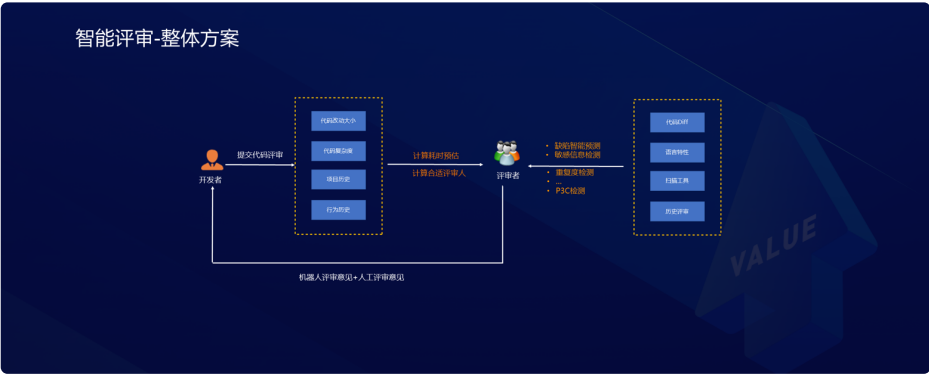 智能评审-整体方案
代码改动大小
代码复杂度
项目历史
行为历史
提交代码评审
开发者
计算耗时预估
计算合适评审人
评审者
• 缺陷智能预测
• 敏感信息检测
• 重复度检测
• ...
• P3C检测
代码Diff
语言特性
扫描工具
历史评审
机器人评审意见+人工评审意见
VALUE